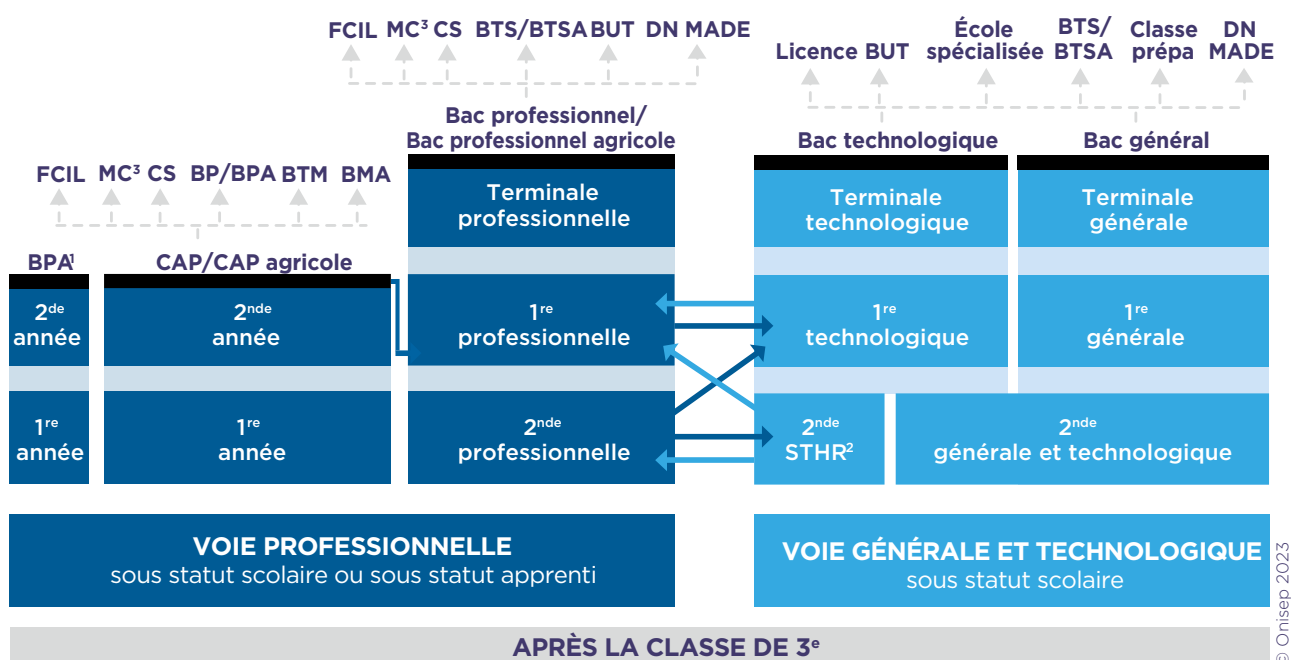 FCIL MC³ CS BTS/BTSA BUT DN MADE
Licence BUT École spécialisée BTS/BTSA Classe prépa DN MADE
Bac professionnel/
Bac professionnel agricole
Bac technologique
Bac général
FCIL MC³ CS BP/BPA BTM BMA
Terminale
professionnelle
Terminale
technologique
Terminale
générale
BPA¹
CAP/CAP agricole
2de
année
2nde
année
1re
professionnelle
1re
technologique
1re
générale
1re
année
1re
année
2nde
professionnelle
2nde
STHR²
2nde
générale et technologique
VOIE PROFESSIONNELLE
sous statut scolaire ou sous statut apprenti
VOIE GÉNÉRALE ET TECHNOLOGIQUE
sous statut scolaire
APRÈS LA CLASSE DE 3e
© Onisep 2023